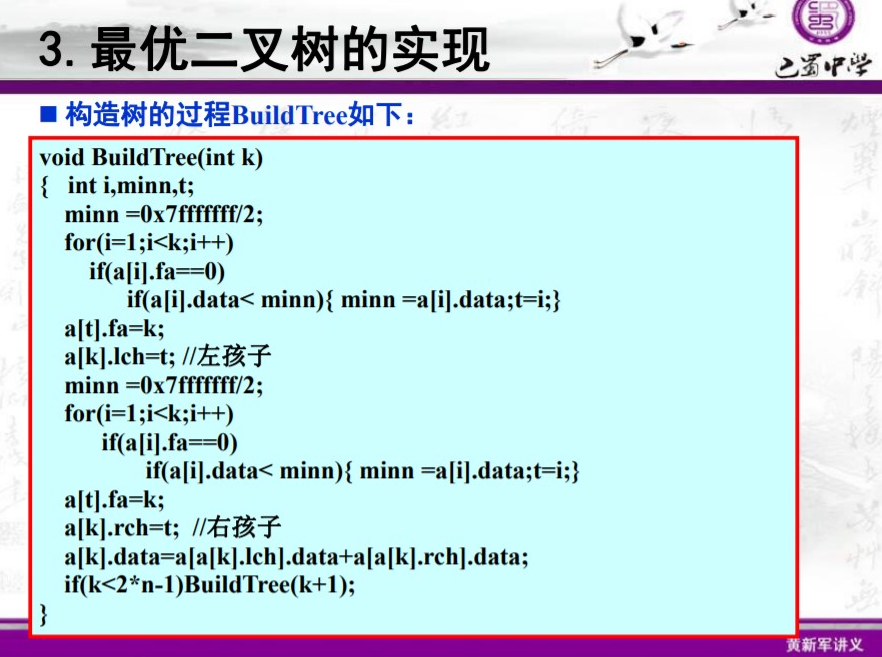 3.最优二叉树的实现
巴蜀中学
构造树的过程BuildTree如下：
void BuildTree(int k)
{ int i,minn,t;
minn =0x7fffffff/2;
for(i=1;i<k;i++)
if(a[i].fa==0)
if(a[i].data< minn){ minn =a[i].data;t=i;}
a[t].fa=k;
a[k].lch=t; //左孩子
minn =0x7fffffff/2;
for(i=1;i<k;i++)
if(a[i].fa==0)
if(a[i].data< minn){ minn =a[i].data;t=i;}
a[t].fa=k;
a[k].rch=t; //右孩子
a[k].data=a[a[k].lch].data+a[a[k].rch].data;
if(k<2*n-1)BuildTree(k+1);
}
黄新军讲义